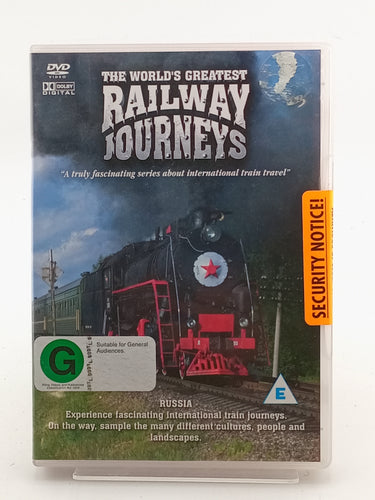 DVD
VIDEO
DOLBY
DIGITAL
THE WORLD'S GREATEST
RAILWAY
JOURNEYS
"A truly fascinating series about international train travel"
SECURITY NOTICE!
G
Suitable for General
Audiences.
E
RUSSIA
Experience fascinating international train journeys.
On the way, sample the many different cultures, people and
landscapes.